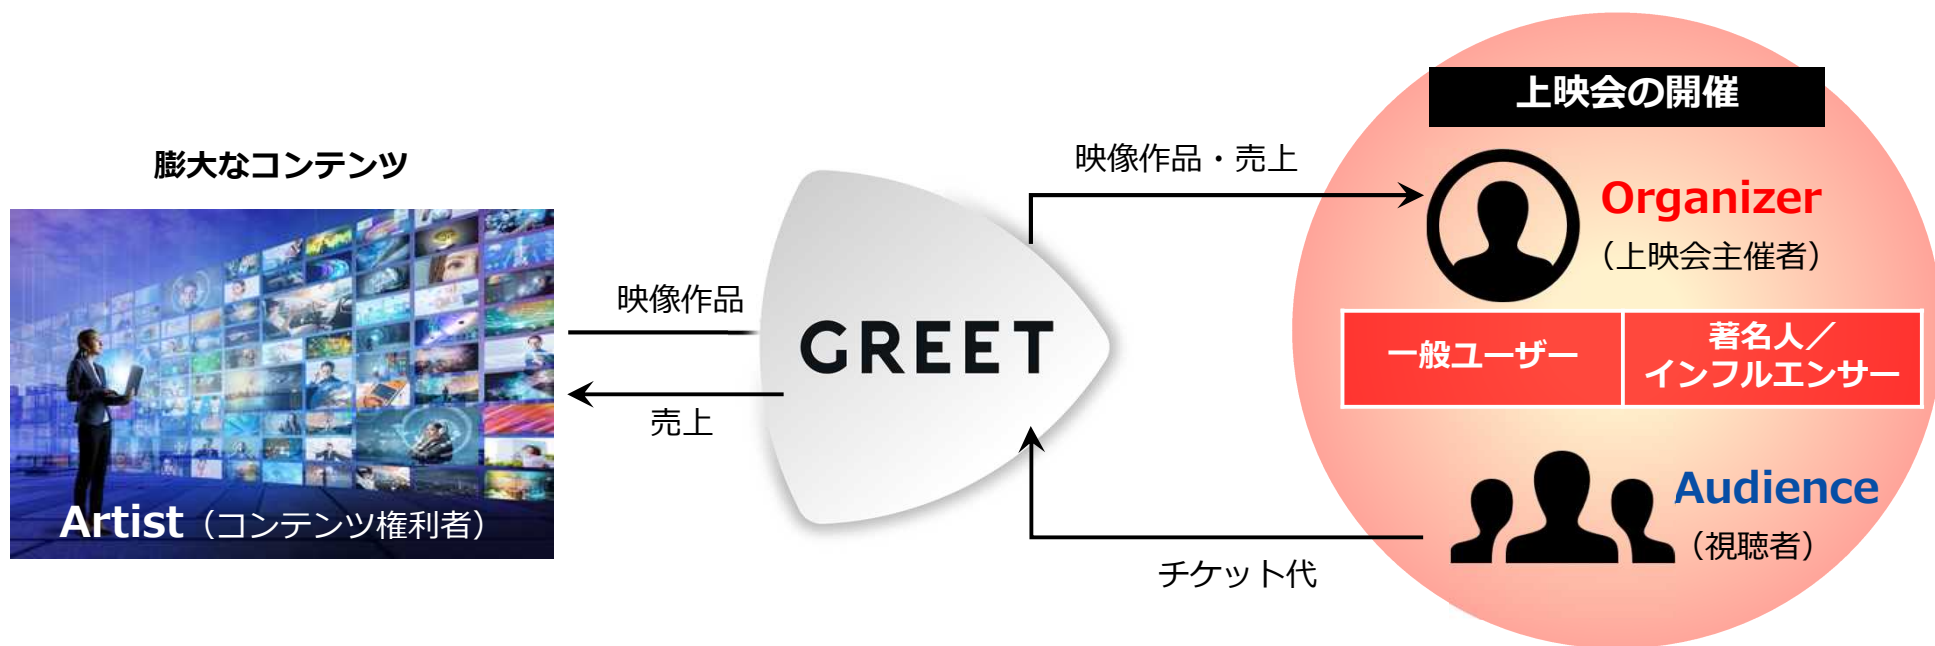 上映会の開催
膨大なコンテンツ
映像作品・売上
Organizer
（上映会主催者）
映像作品
GREET
一般ユーザー
著名人／
インフルエンサー
売上
Audience
（視聴者）
Artist（コンテンツ権利者）
チケット代